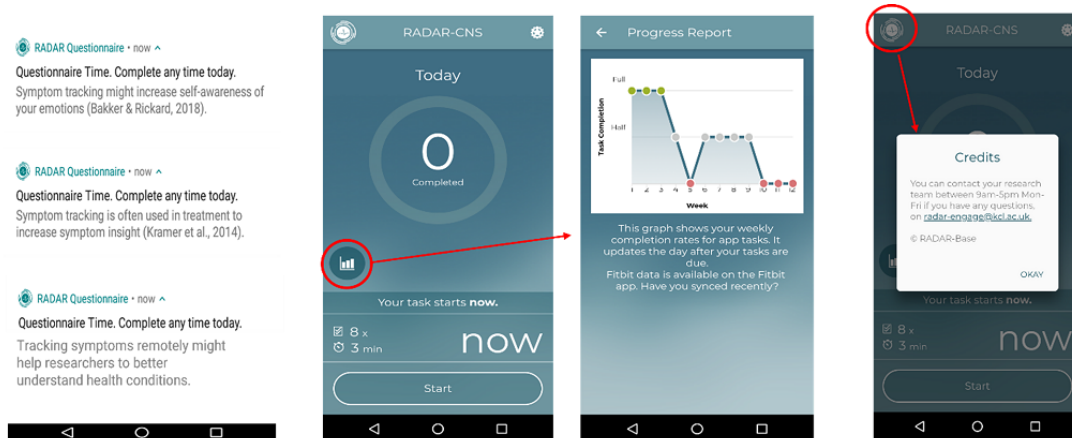 RADAR Questionnaire • now
Questionnaire Time. Complete any time today.
Symptom tracking might increase self-awareness of
your emotions (Bakker & Rickard, 2018).
RADAR Questionnaire • now
Questionnaire Time. Complete any time today.
Symptom tracking is often used in treatment to
increase symptom insight (Kramer et al., 2014).
RADAR Questionnaire • now
Questionnaire Time. Complete any time today.
Tracking symptoms remotely might
help researchers to better
understand health conditions.
RADAR-CNS
Today
0
Completed
Your task starts now.
8 x
3 min
now
Start
Progress Report
Full
Half
Task Completion
1 2 3 4 5 6 7 8 9 10 11 12
Week
This graph shows your weekly
completion rates for app tasks. It
updates the day after your tasks are
due.
Fitbit data is available on the Fitbit
app. Have you synced recently?
RADAR-CNS
Today
Credits
You can contact your research
team between 9am-5pm Mon-
Fri if you have any questions,
on radar-engage@kcl.ac.uk.
© RADAR-Base
OKAY
Your task starts now.
8 x
3 min
now
Start